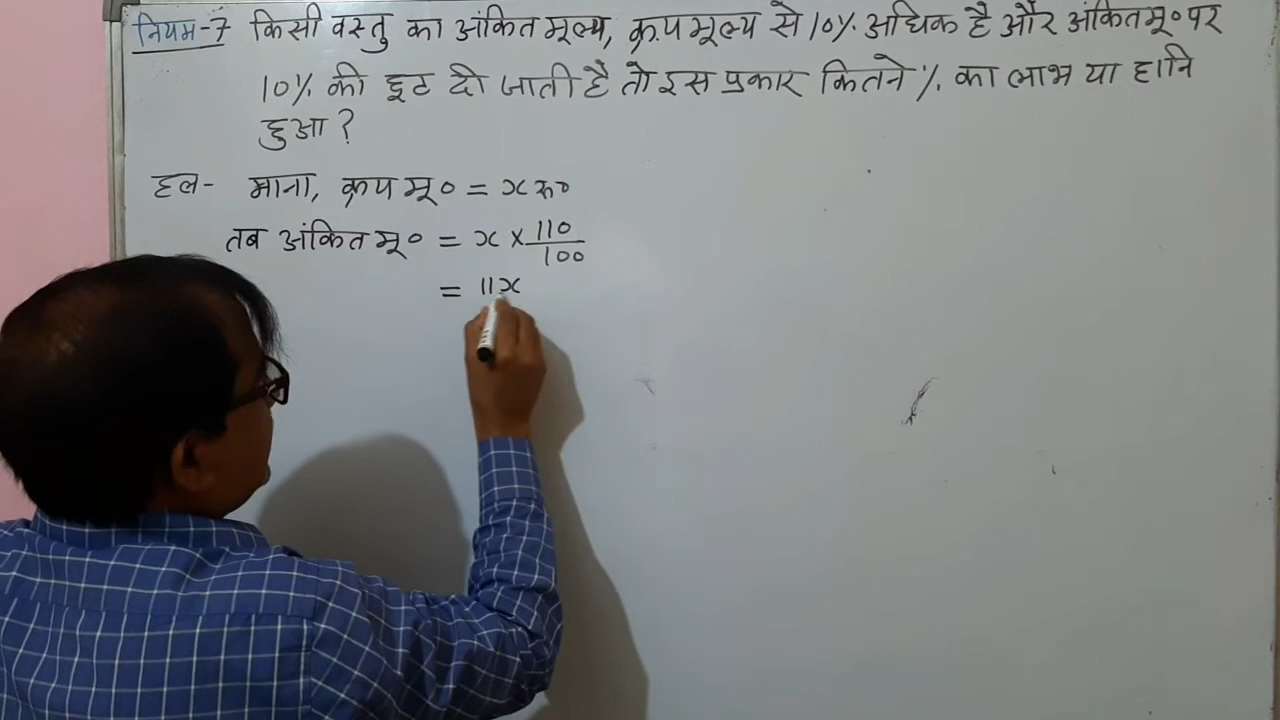 नियम-7 किसी वस्तु का अंकित मूल्य, क्रय मूल्य से 10% अधिक है और अंकित मू० पर
10% की छूट दी जाती है तो इस प्रकार कितने % का लाभ या हानि
हुआ ?
हल- माना, क्रय मू० = x रु०
तब अंकित मू० = x × 110/100
= 11x